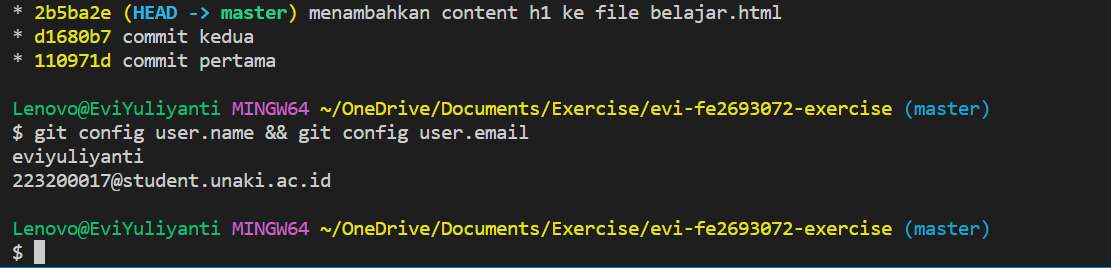 * 2b5ba2e (HEAD -> master) menambahkan content h1 ke file belajar.html
* d1680b7 commit kedua
* 110971d commit pertama
Lenovo@EviYuliyanti MINGW64 ~/OneDrive/Documents/Exercise/evi-fe2693072-exercise (master)
$ git config user.name && git config user.email
eviyuliyanti
223200017@student.unaki.ac.id
Lenovo@EviYuliyanti MINGW64 ~/OneDrive/Documents/Exercise/evi-fe2693072-exercise (master)
$